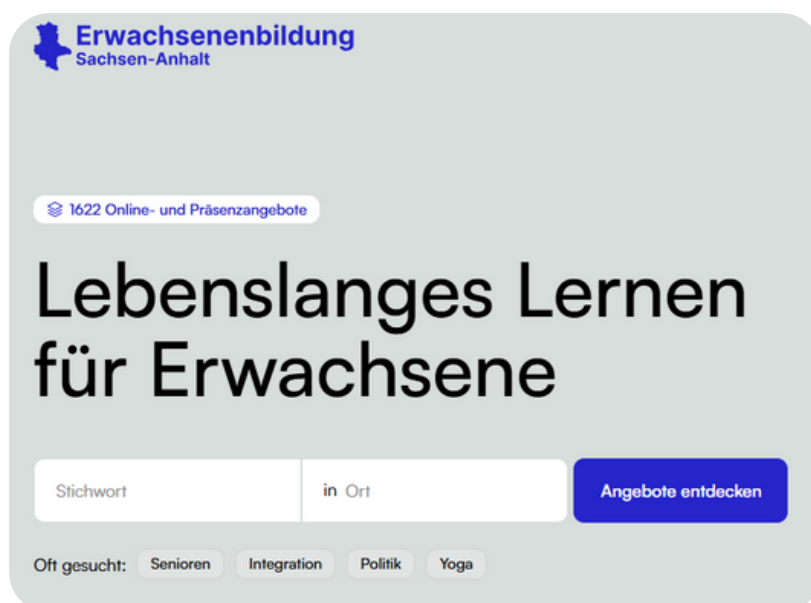 Erwachsenenbildung
Sachsen-Anhalt
1622 Online- und Präsenzangebote
Lebenslanges Lernen
für Erwachsene
Stichwort in Ort Angebote entdecken
Oft gesucht: Senioren Integration Politik Yoga